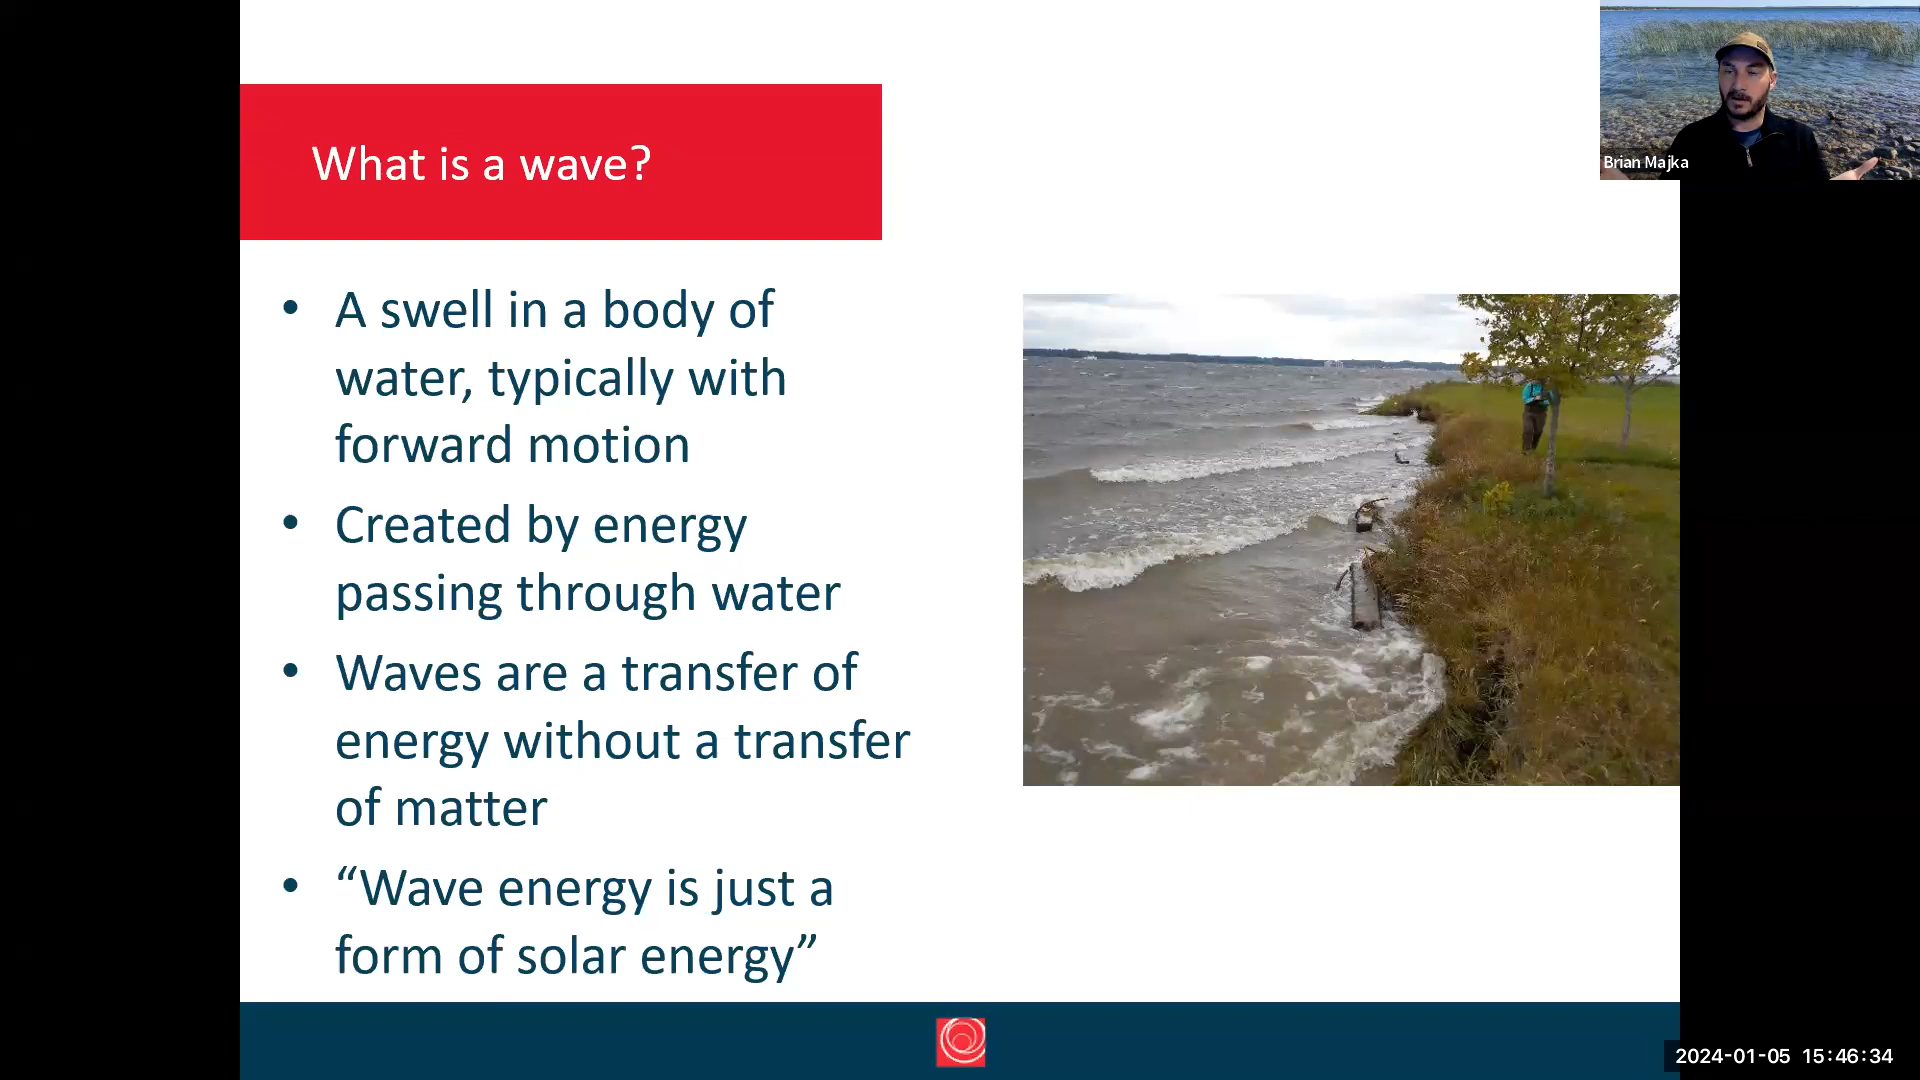 What is a wave?
• A swell in a body of
water, typically with
forward motion
• Created by energy
passing through water
• Waves are a transfer of
energy without a transfer
of matter
• “Wave energy is just a
form of solar energy”
Brian Majka
2024-01-05 15:46:34